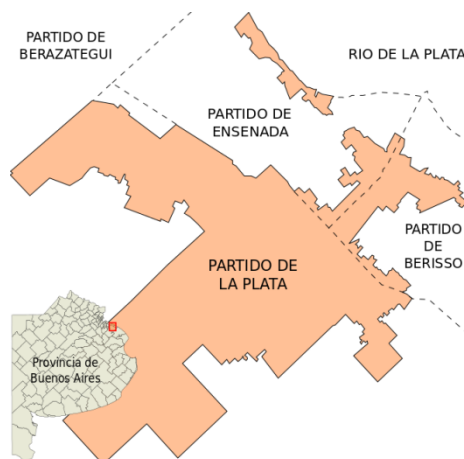 PARTIDO DE
BERAZATEGUI
RIO DE LA PLATA
PARTIDO DE
ENSENADA
PARTIDO
DE
BERISSO
PARTIDO DE
LA PLATA
Provincia de
Buenos Aires